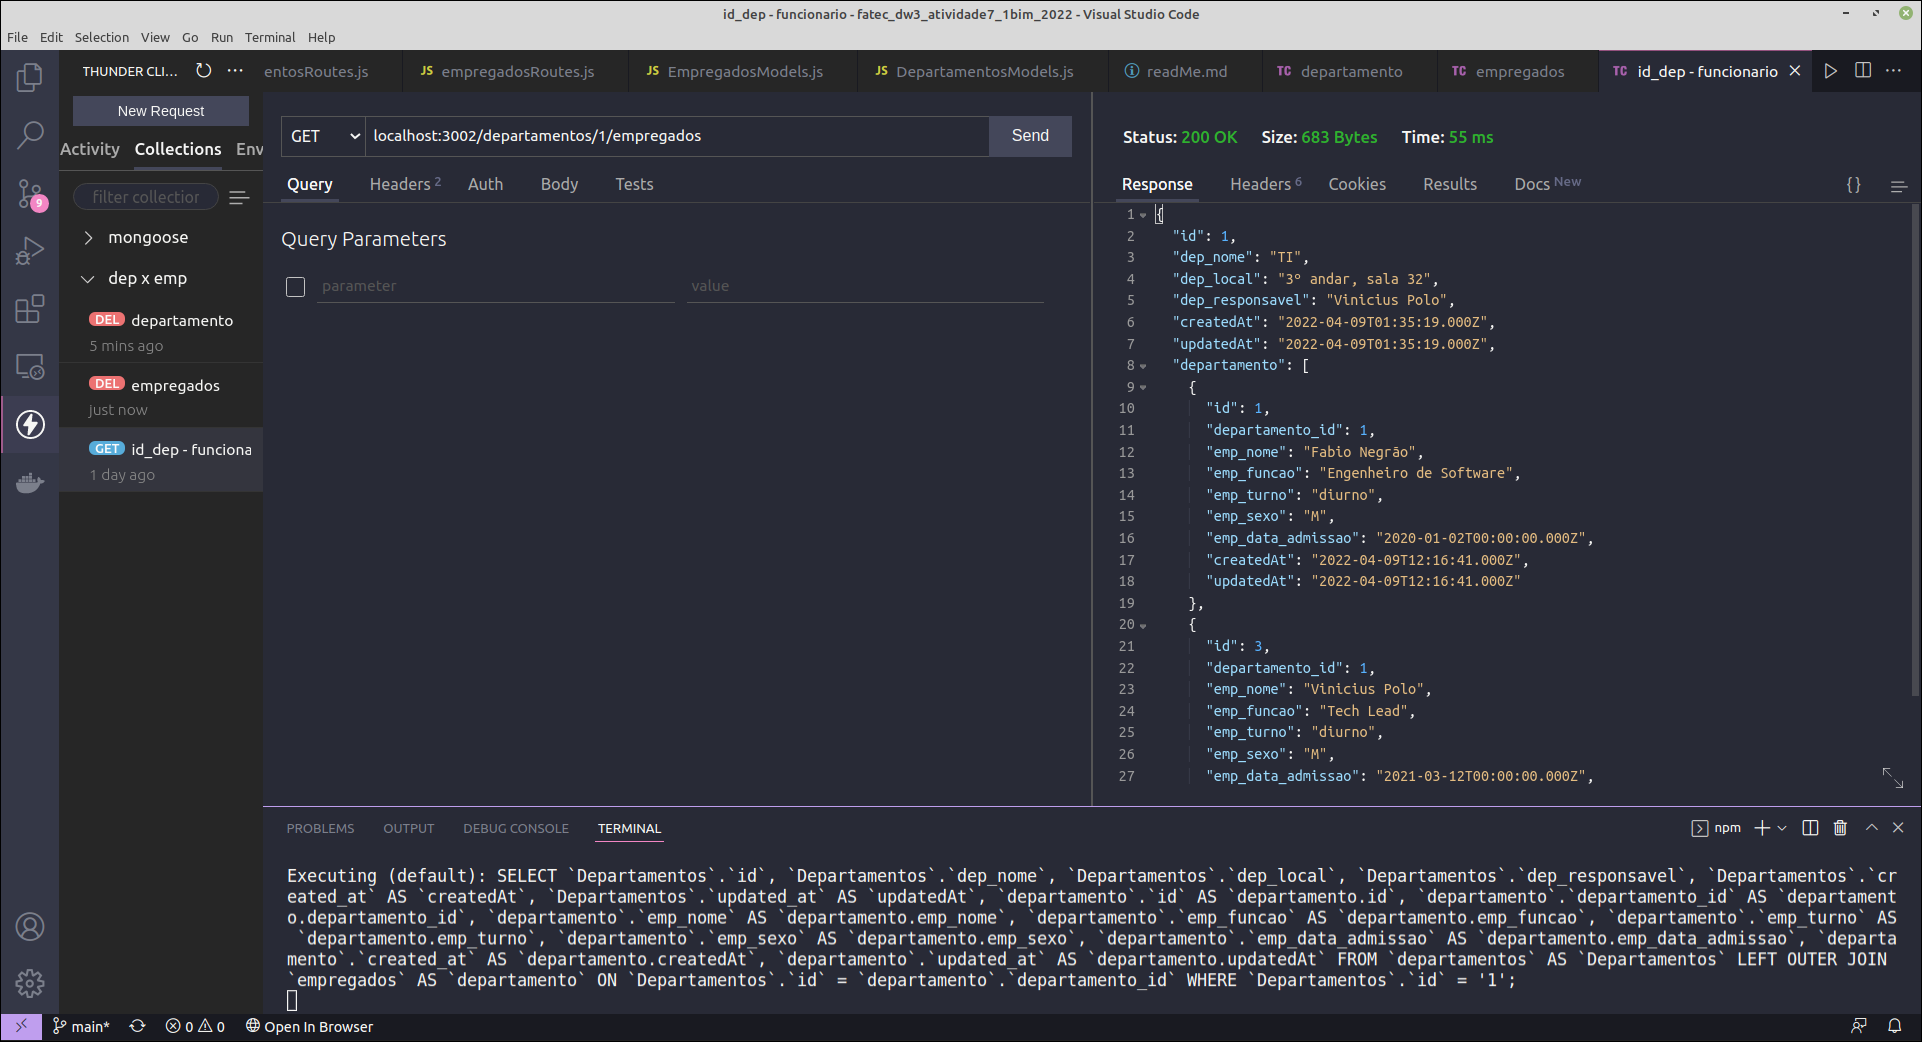 id_dep - funcionario - fatec_dw3_atividade7_1bim_2022 - Visual Studio Code
File Edit Selection View Go Run Terminal Help
THUNDER CLI... ···
entosRoutes.js
JS empregadosRoutes.js
JS EmpregadosModels.js
JS DepartamentosModels.js
readMe.md
TC departamento
TC empregados
TC id_dep - funcionario
New Request
Activity Collections Env
filter collection
mongoose
dep x emp
DEL departamento
5 mins ago
DEL empregados
just now
GET id_dep - funciona
1 day ago
9
GET localhost:3002/departamentos/1/empregados Send
Query Headers 2 Auth Body Tests
Query Parameters
parameter value
Status: 200 OK Size: 683 Bytes Time: 55 ms
Response Headers 6 Cookies Results Docs New {}
1 {
2 "id": 1,
3 "dep_nome": "TI",
4 "dep_local": "3º andar, sala 32",
5 "dep_responsavel": "Vinicius Polo",
6 "createdAt": "2022-04-09T01:35:19.000Z",
7 "updatedAt": "2022-04-09T01:35:19.000Z",
8 "departamento": [
9 {
10 "id": 1,
11 "departamento_id": 1,
12 "emp_nome": "Fabio Negrão",
13 "emp_funcao": "Engenheiro de Software",
14 "emp_turno": "diurno",
15 "emp_sexo": "M",
16 "emp_data_admissao": "2020-01-02T00:00:00.000Z",
17 "createdAt": "2022-04-09T12:16:41.000Z",
18 "updatedAt": "2022-04-09T12:16:41.000Z"
19 },
20 {
21 "id": 3,
22 "departamento_id": 1,
23 "emp_nome": "Vinicius Polo",
24 "emp_funcao": "Tech Lead",
25 "emp_turno": "diurno",
26 "emp_sexo": "M",
27 "emp_data_admissao": "2021-03-12T00:00:00.000Z",
PROBLEMS OUTPUT DEBUG CONSOLE TERMINAL npm
Executing (default): SELECT `Departamentos`.`id`, `Departamentos`.`dep_nome`, `Departamentos`.`dep_local`, `Departamentos`.`dep_responsavel`, `Departamentos`.`cr
eated_at` AS `createdAt`, `Departamentos`.`updated_at` AS `updatedAt`, `departamento`.`id` AS `departamento.id`, `departamento`.`departamento_id` AS `departament
o.departamento_id`, `departamento`.`emp_nome` AS `departamento.emp_nome`, `departamento`.`emp_funcao` AS `departamento.emp_funcao`, `departamento`.`emp_turno` AS
`departamento.emp_turno`, `departamento`.`emp_sexo` AS `departamento.emp_sexo`, `departamento`.`emp_data_admissao` AS `departamento.emp_data_admissao`, `departa
mento`.`created_at` AS `departamento.createdAt`, `departamento`.`updated_at` AS `departamento.updatedAt` FROM `departamentos` AS `Departamentos` LEFT OUTER JOIN
`empregados` AS `departamento` ON `Departamentos`.`id` = `departamento`.`departamento_id` WHERE `Departamentos`.`id` = '1';
main* 0 0 Open In Browser